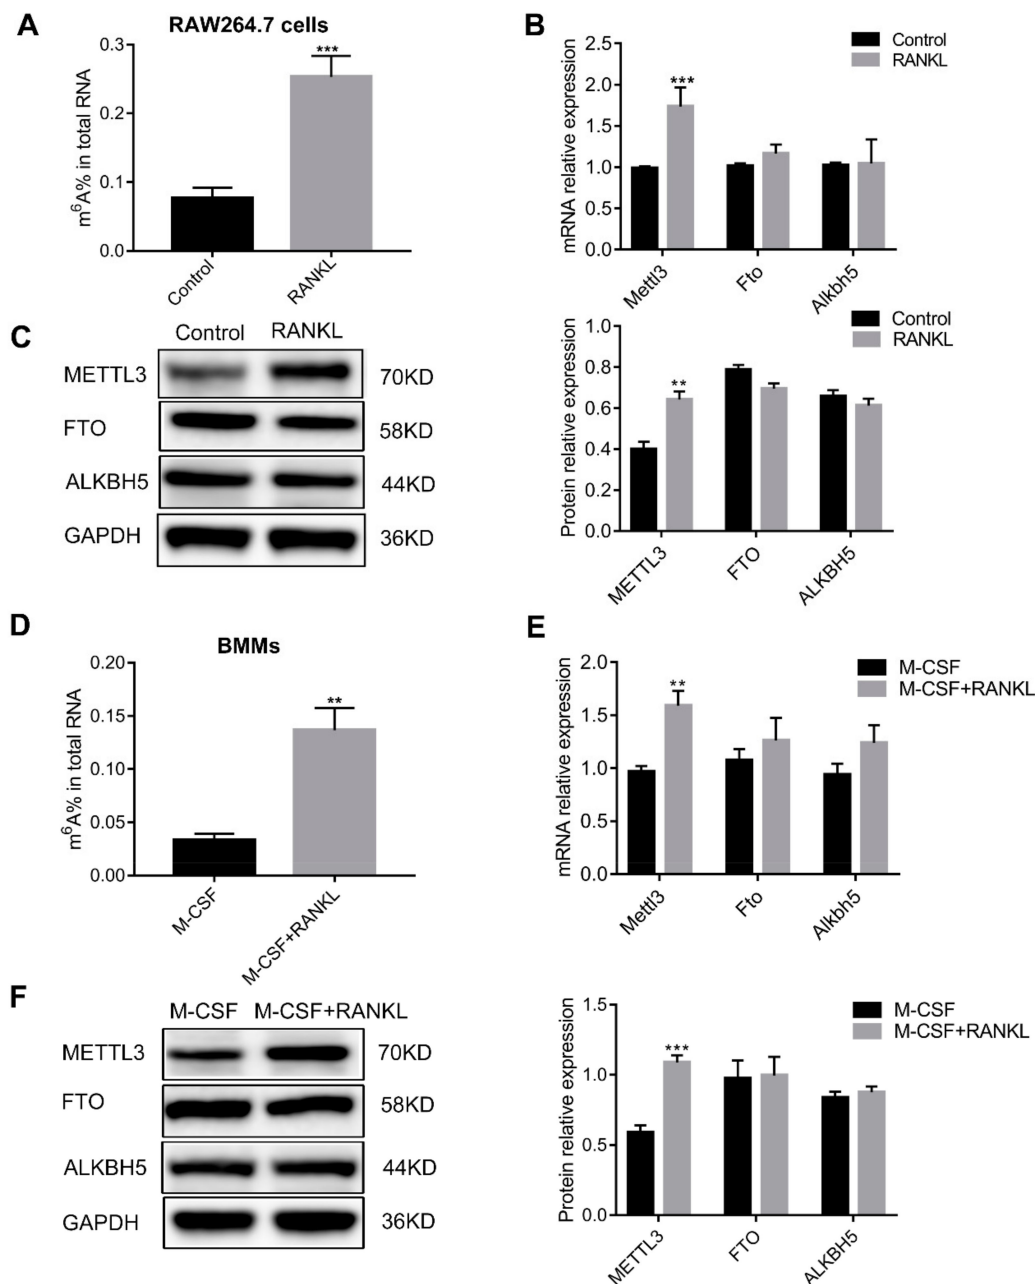 A
RAW264.7 cells
m6A% in total RNA
0.3
0.2
0.1
0.0
***
Control
RANKL
B
mRNA relative expression
2.5
2.0
1.5
1.0
0.5
0.0
***
Control
RANKL
Mettl3
Fto
Alkbh5
C
Control RANKL
METTL3 70KD
FTO 58KD
ALKBH5 44KD
GAPDH 36KD
Protein relative expression
1.0
0.8
0.6
0.4
0.2
0.0
**
Control
RANKL
METTL3
FTO
ALKBH5
D
BMMs
m6A% in total RNA
0.20
0.15
0.10
0.05
0.00
**
M-CSF
M-CSF+RANKL
E
mRNA relative expression
2.0
1.5
1.0
0.5
0.0
**
M-CSF
M-CSF+RANKL
Mettl3
Fto
Alkbh5
F
M-CSF M-CSF+RANKL
METTL3 70KD
FTO 58KD
ALKBH5 44KD
GAPDH 36KD
Protein relative expression
1.5
1.0
0.5
0.0
***
M-CSF
M-CSF+RANKL
METTL3
FTO
ALKBH5